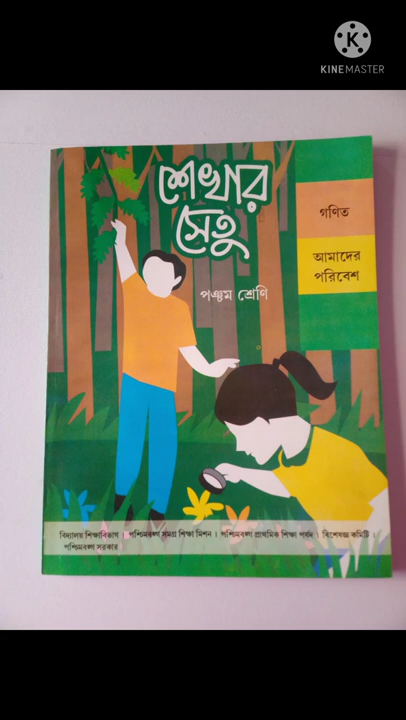 KINEMASTER
শেখার
সেতু
পঞ্চম শ্রেণি
গণিত
আমাদের
পরিবেশ
বিদ্যালয় শিক্ষাবিভাগ । পশ্চিমবঙ্গ সমগ্র শিক্ষা মিশন । পশ্চিমবঙ্গ প্রাথমিক শিক্ষা পর্ষদ । বিশেষজ্ঞ কমিটি ।
পশ্চিমবঙ্গ সরকার